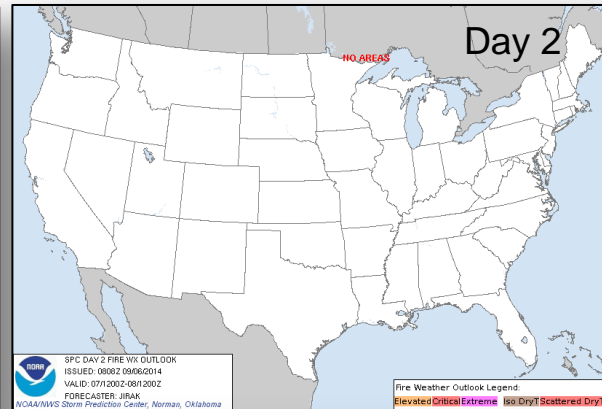 Day 2
NO AREAS
NOAA
SPC DAY 2 FIRE WX OUTLOOK
ISSUED: 0808Z 09/06/2014
VALID: 07/1200Z-08/1200Z
FORECASTER: JIRAK
NOAA/NWS Storm Prediction Center, Norman, Oklahoma
Fire Weather Outlook Legend:
Elevated Critical Extreme Iso DryT Scattered DryT